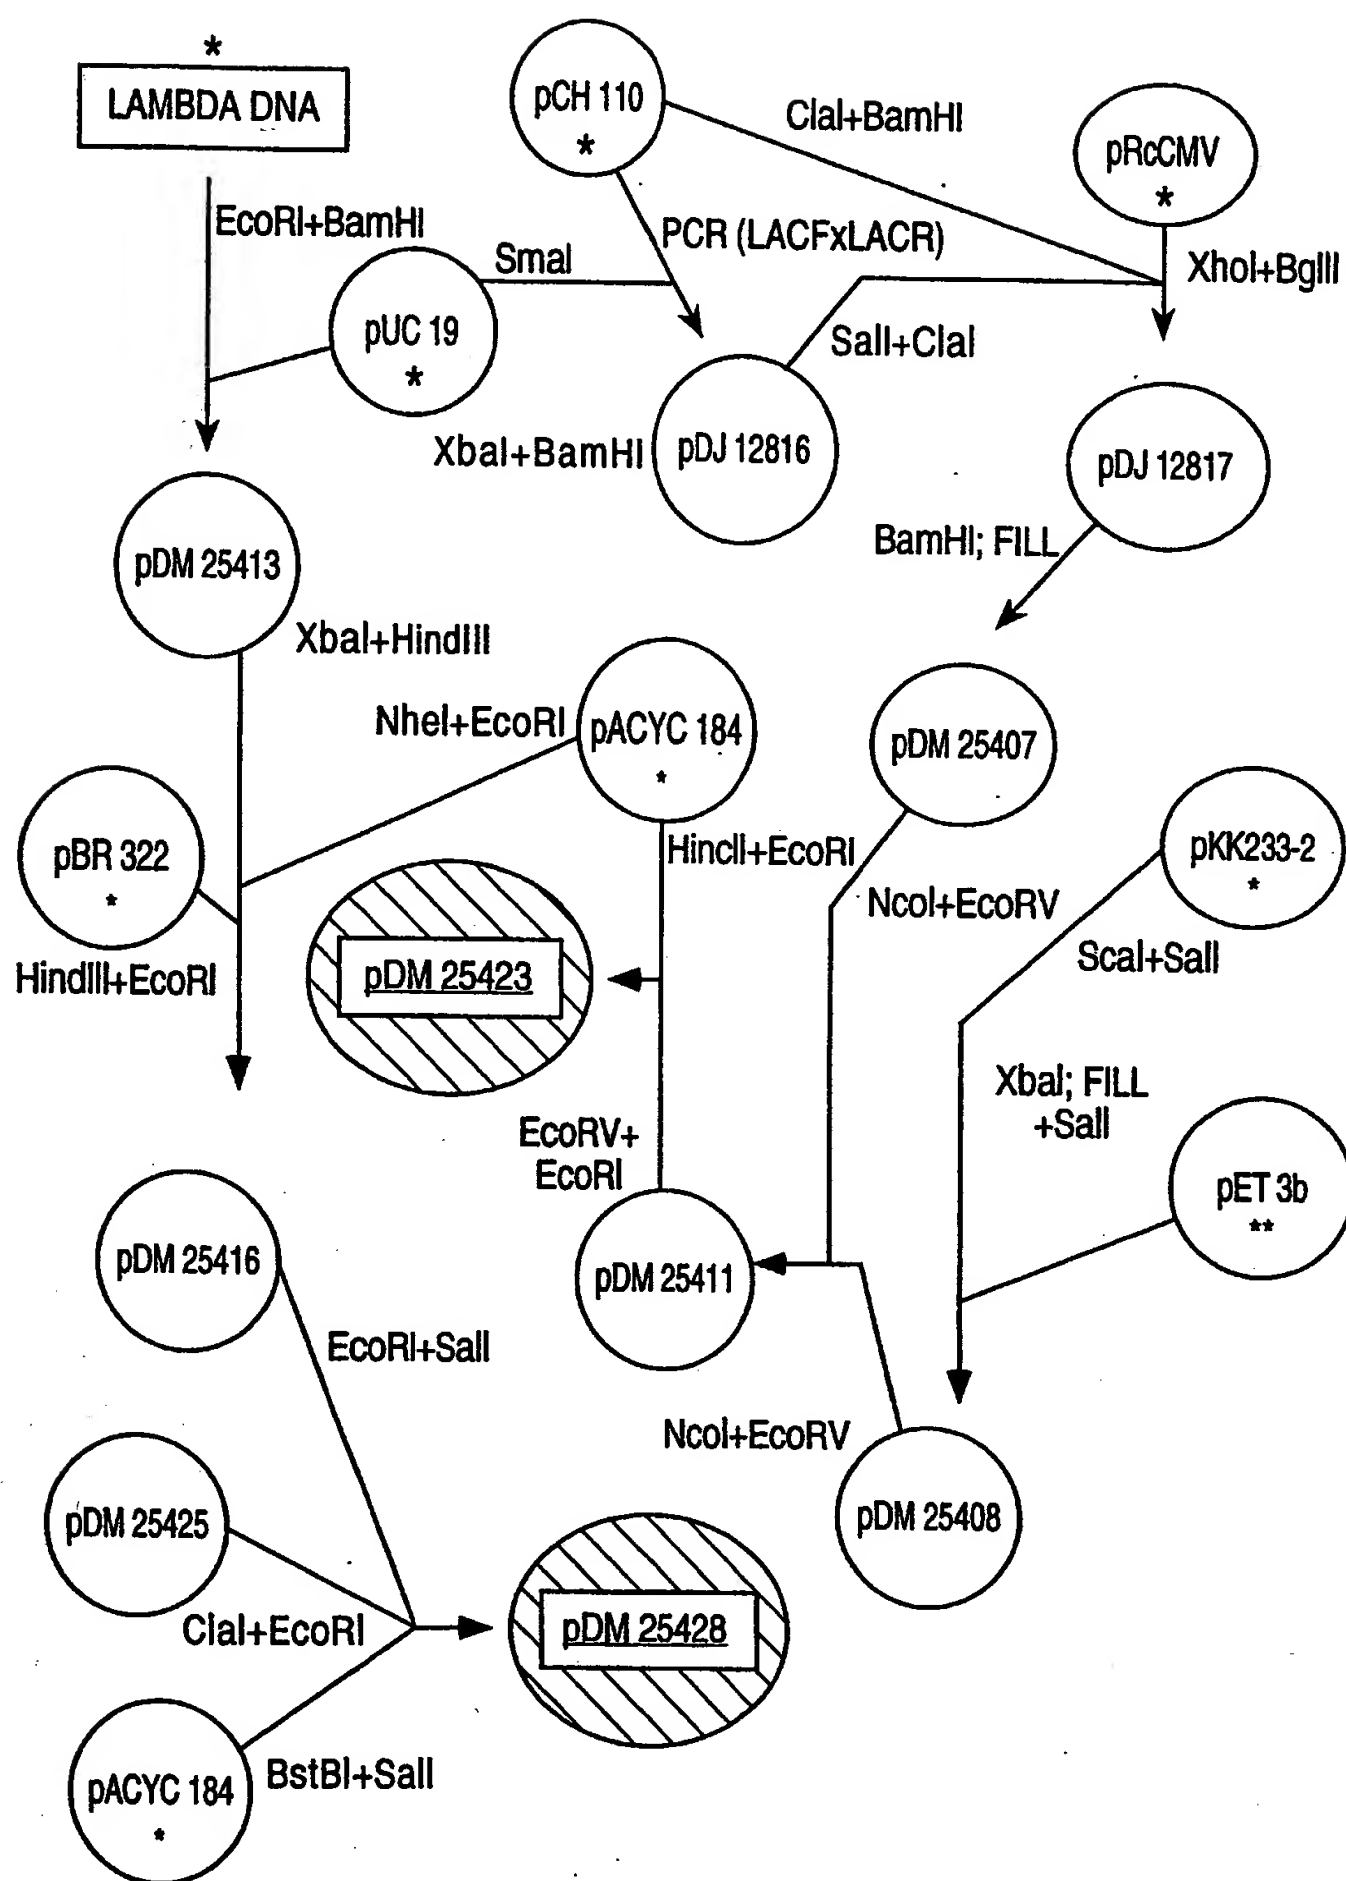 *
LAMBDA DNA
pCH 110
*
ClaI+BamHI
pRcCMV
*
EcoRI+BamHI
PCR (LACFxLACR)
SmaI
XhoI+BglII
pUC 19
*
SalI+ClaI
XbaI+BamHI
pDJ 12816
pDJ 12817
BamHI; FILL
pDM 25413
XbaI+HindIII
NheI+EcoRI
pACYC 184
*
pDM 25407
pBR 322
*
HincII+EcoRI
pKK233-2
*
NcoI+EcoRV
HindIII+EcoRI
pDM 25423
ScaI+SalI
XbaI; FILL
+SalI
EcoRV+
EcoRI
pET 3b
**
pDM 25416
pDM 25411
EcoRI+SalI
NcoI+EcoRV
pDM 25425
pDM 25408
ClaI+EcoRI
pDM 25428
BstBI+SalI
pACYC 184
*